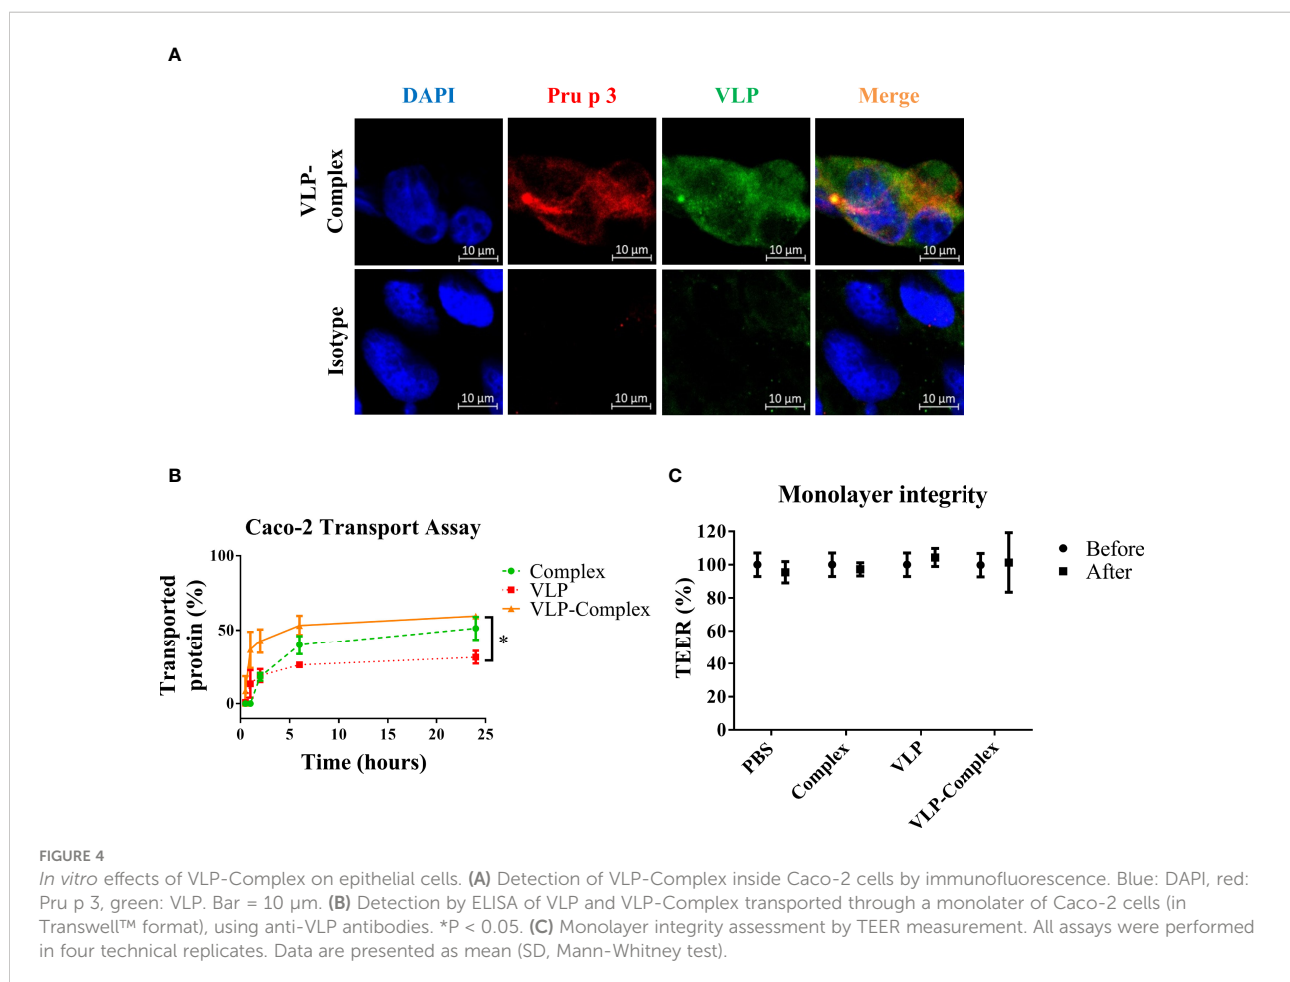 A
DAPI Pru p 3 VLP Merge
VLP-
Complex
10 µm 10 µm 10 µm 10 µm
Isotype
10 µm 10 µm 10 µm 10 µm
B
Caco-2 Transport Assay
Transported
protein (%)
100
50
0
0 5 10 15 20 25
Time (hours)
Complex
VLP
VLP-Complex
*
C
Monolayer integrity
TEER (%)
120
100
80
60
40
20
0
PBS Complex VLP VLP-Complex
Before
After
FIGURE 4
In vitro effects of VLP-Complex on epithelial cells. (A) Detection of VLP-Complex inside Caco-2 cells by immunofluorescence. Blue: DAPI, red:
Pru p 3, green: VLP. Bar = 10 µm. (B) Detection by ELISA of VLP and VLP-Complex transported through a monolater of Caco-2 cells (in
Transwell™ format), using anti-VLP antibodies. *P < 0.05. (C) Monolayer integrity assessment by TEER measurement. All assays were performed
in four technical replicates. Data are presented as mean (SD, Mann-Whitney test).